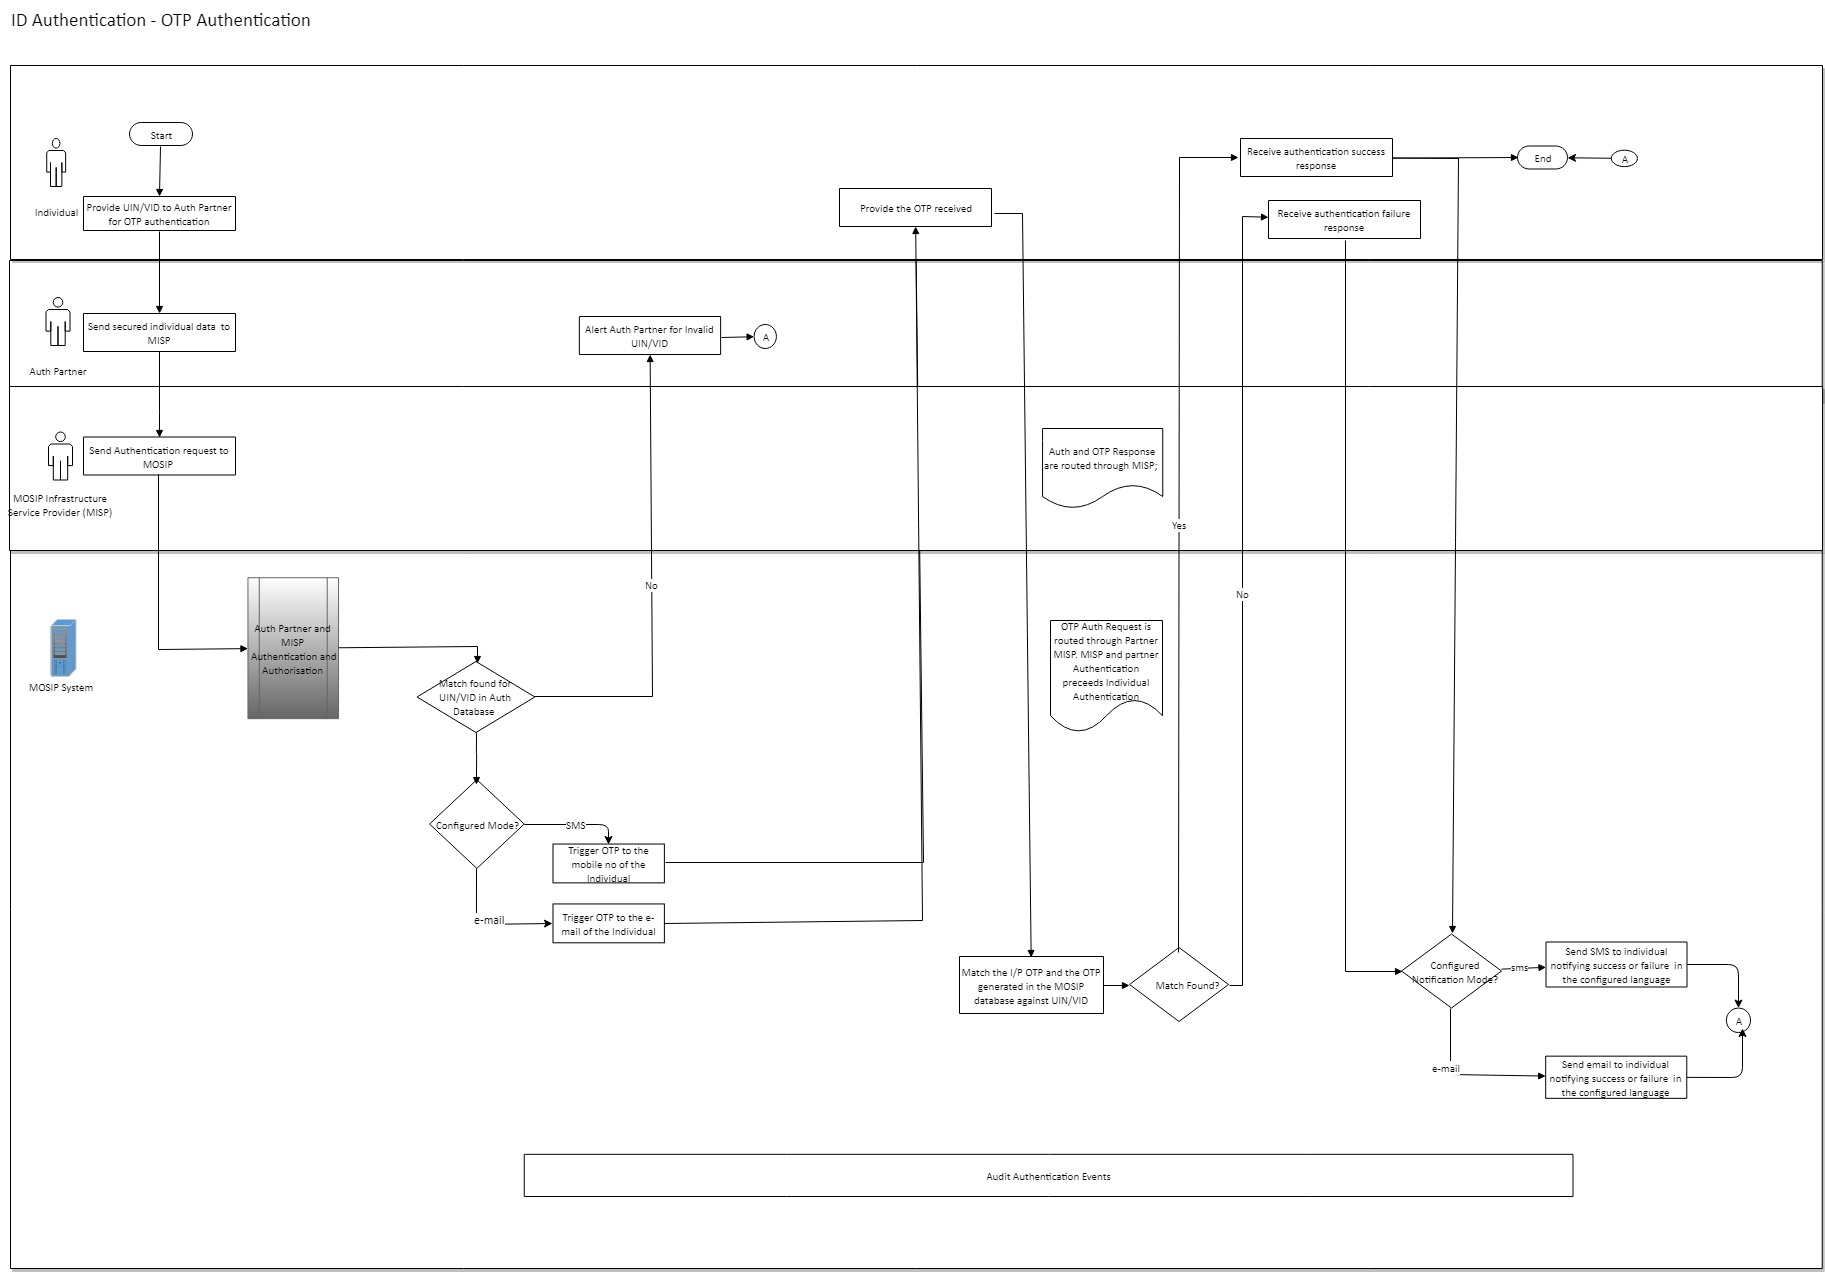 ID Authentication - OTP Authentication
Start
Individual
Provide UIN/VID to Auth Partner
for OTP authentication
Provide the OTP received
Receive authentication success
response
End
A
Receive authentication failure
response
Send secured individual data to
MISP
Auth Partner
Alert Auth Partner for Invalid
UIN/VID
A
Send Authentication request to
MOSIP
MOSIP Infrastructure
Service Provider (MISP)
Auth and OTP Response
are routed through MISP;
Yes
No
No
MOSIP System
Auth Partner and
MISP
Authentication and
Authorisation
Match found for
UIN/VID in Auth
Database
OTP Auth Request is
routed through Partner
MISP. MISP and partner
Authentication
preceeds Individual
Authentication
Configured Mode?
SMS
Trigger OTP to the
mobile no of the
Individual
e-mail
Trigger OTP to the e-
mail of the Individual
Match the I/P OTP and the OTP
generated in the MOSIP
database against UIN/VID
Match Found?
Configured
Notification Mode?
sms
Send SMS to individual
notifying success or failure in
the configured language
A
e-mail
Send email to individual
notifying success or failure in
the configured language
Audit Authentication Events